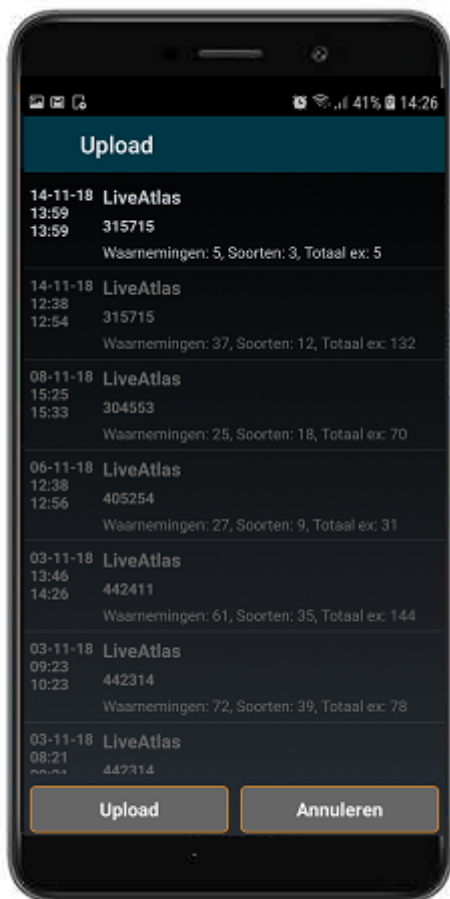 41% 14:26
Upload
14-11-18 LiveAtlas
13:59
13:59 315715
Waarnemingen: 5, Soorten: 3, Totaal ex: 5
14-11-18 LiveAtlas
12:38
12:54 315715
Waarnemingen: 37, Soorten: 12, Totaal ex: 132
08-11-18 LiveAtlas
15:25
15:33 304553
Waarnemingen: 25, Soorten: 18, Totaal ex: 70
06-11-18 LiveAtlas
12:38
12:56 405254
Waarnemingen: 27, Soorten: 9, Totaal ex: 31
03-11-18 LiveAtlas
13:46
14:26 442411
Waarnemingen: 61, Soorten: 35, Totaal ex: 144
03-11-18 LiveAtlas
09:23
10:23 442314
Waarnemingen: 72, Soorten: 39, Totaal ex: 78
03-11-18 LiveAtlas
08:21
442314
Upload Annuleren